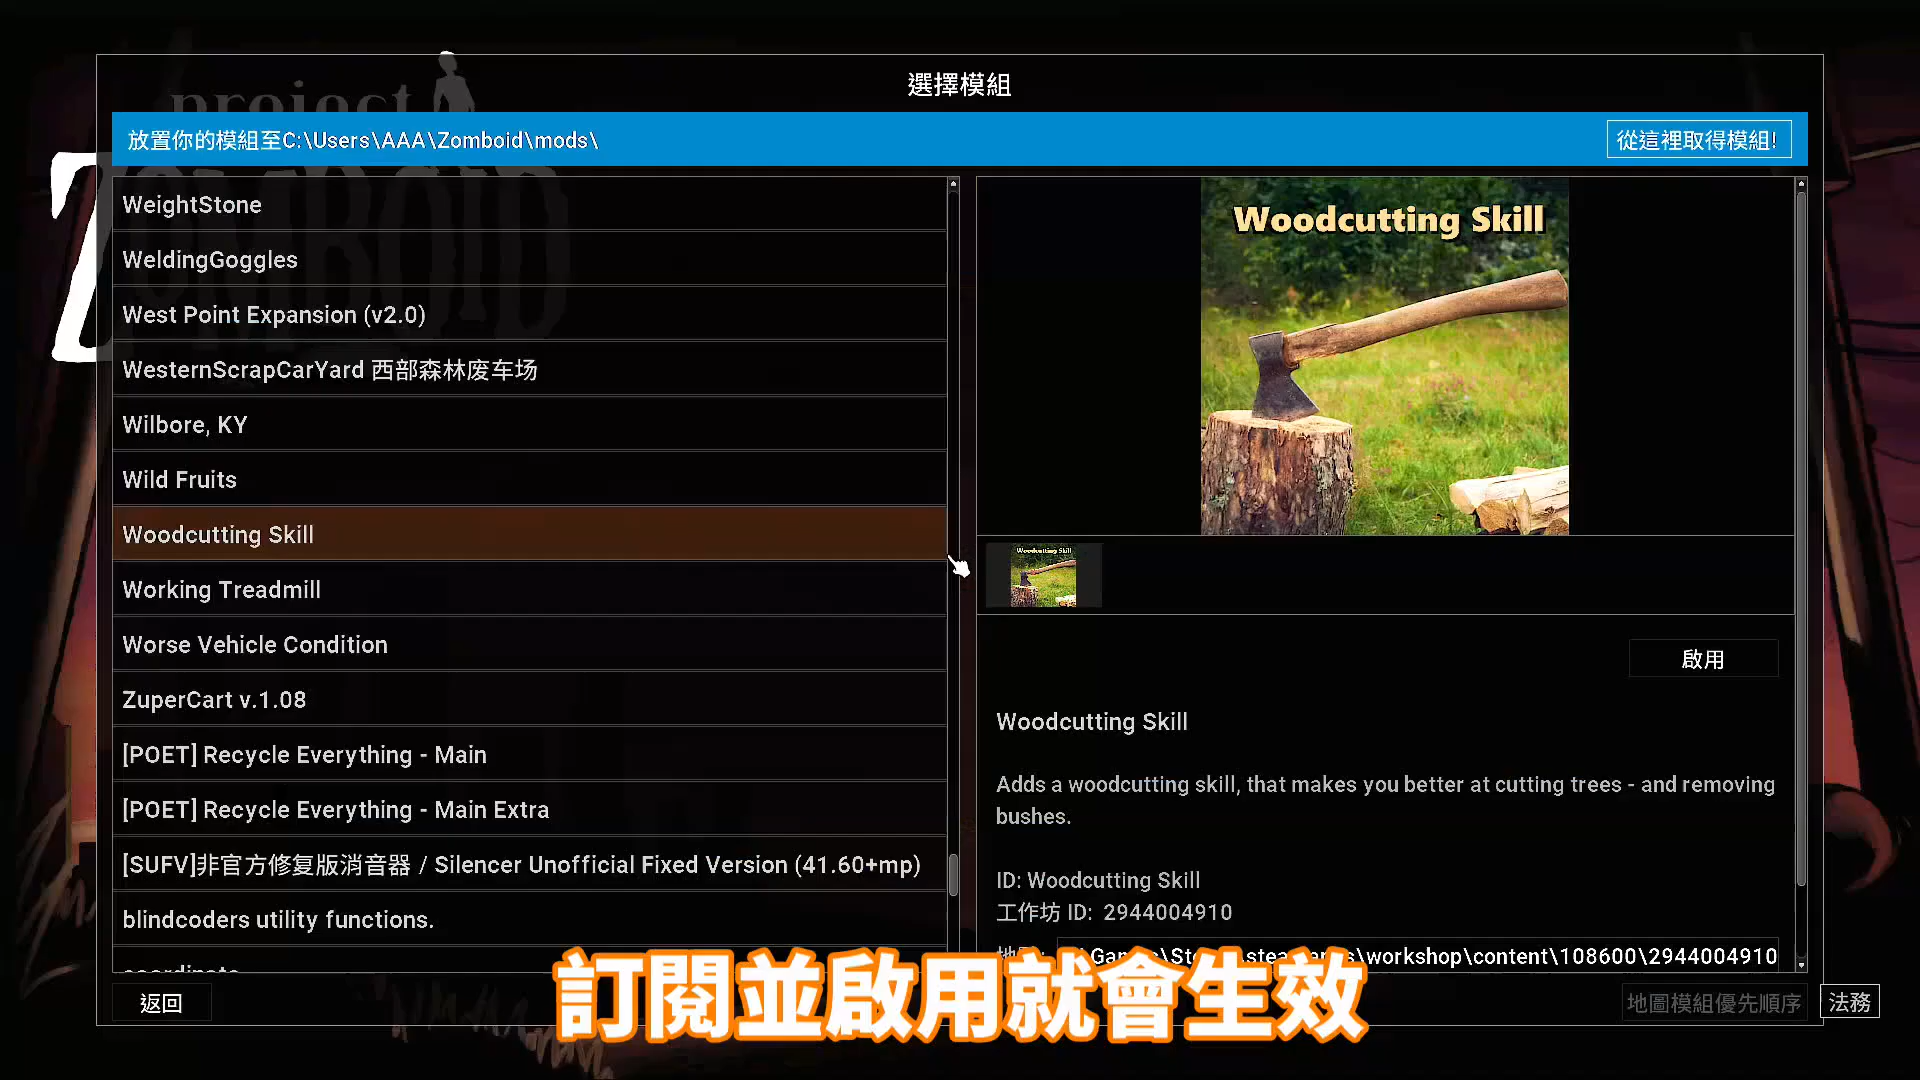 project
ZOMBOID
選擇模組
放置你的模組至C:\Users\AAA\Zomboid\mods\
從這裡取得模組!
WeightStone
WeldingGoggles
West Point Expansion (v2.0)
WesternScrapCarYard 西部森林废车场
Wilbore, KY
Wild Fruits
Woodcutting Skill
Working Treadmill
Worse Vehicle Condition
ZuperCart v.1.08
[POET] Recycle Everything - Main
[POET] Recycle Everything - Main Extra
[SUFV]非官方修复版消音器 / Silencer Unofficial Fixed Version (41.60+mp)
blindcoders utility functions.
coordinate
Woodcutting Skill
Woodcutting Skill
啟用
Woodcutting Skill
Adds a woodcutting skill, that makes you better at cutting trees - and removing
bushes.
ID: Woodcutting Skill
工作坊 ID: 2944004910
\workshop\content\108600\2944004910
返回
地圖模組優先順序
法務
訂閱並啟用就會生效